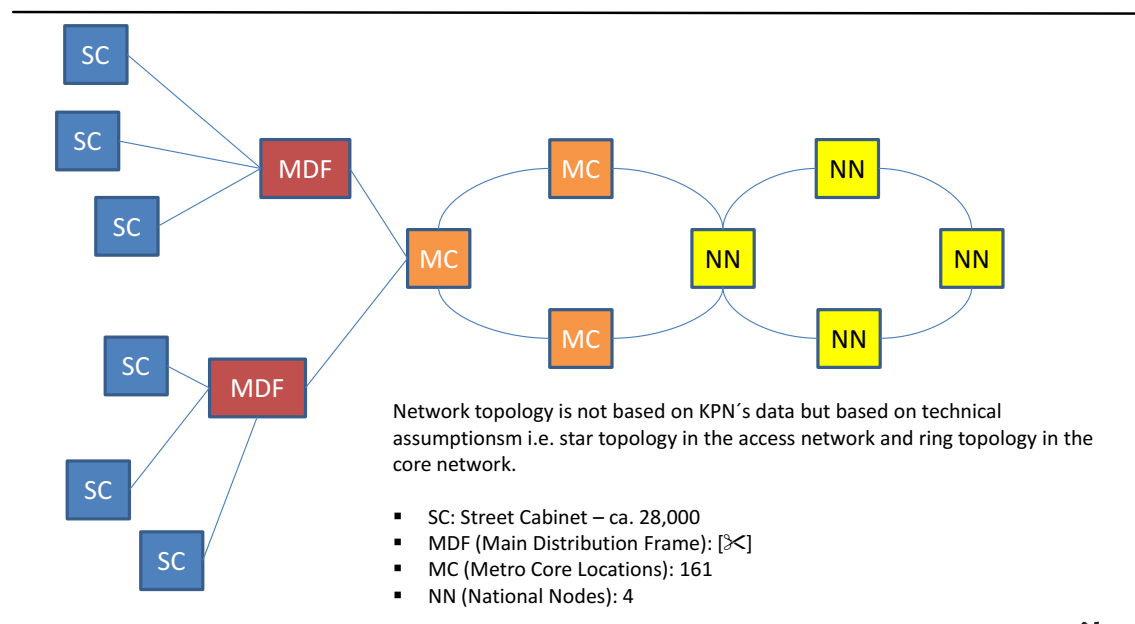 SC
SC
SC
MDF
MC
MC
MC
NN
NN
NN
NN
SC
MDF
SC
SC
Network topology is not based on KPN´s data but based on technical
assumptionsm i.e. star topology in the access network and ring topology in the
core network.
▪ SC: Street Cabinet – ca. 28,000
▪ MDF (Main Distribution Frame): [✂]
▪ MC (Metro Core Locations): 161
▪ NN (National Nodes): 4